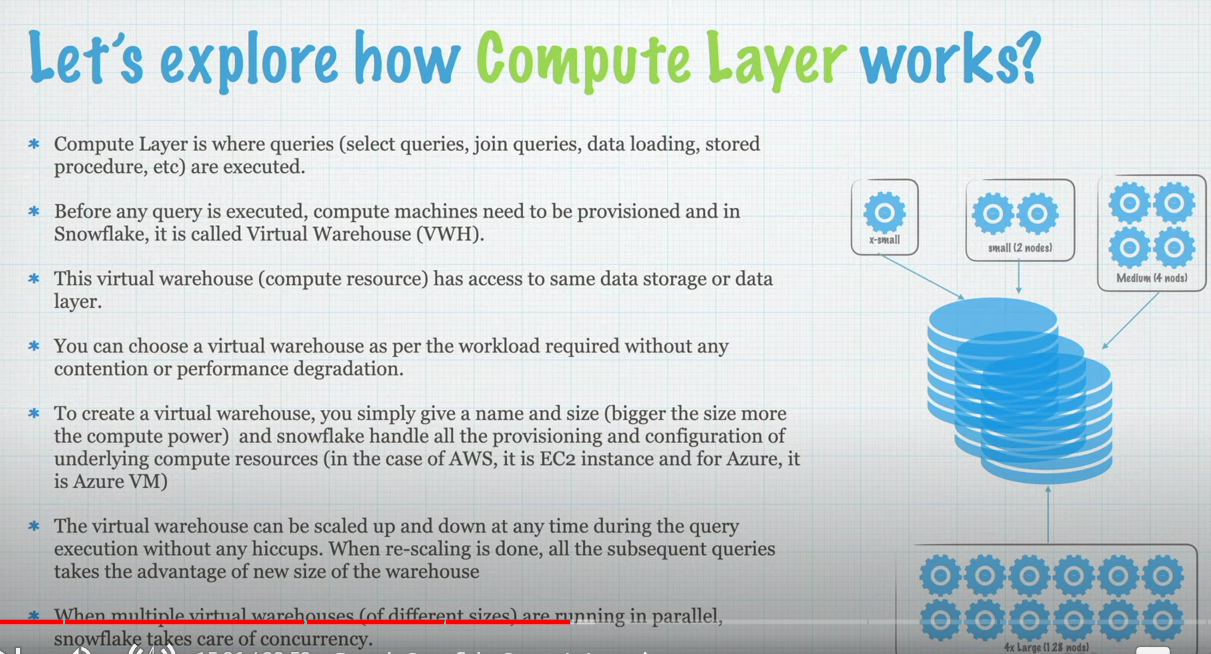 Let's explore how Compute Layer works?
* Compute Layer is where queries (select queries, join queries, data loading, stored
procedure, etc) are executed.
* Before any query is executed, compute machines need to be provisioned and in
Snowflake, it is called Virtual Warehouse (VWH).
* This virtual warehouse (compute resource) has access to same data storage or data
layer.
* You can choose a virtual warehouse as per the workload required without any
contention or performance degradation.
* To create a virtual warehouse, you simply give a name and size (bigger the size more
the compute power) and snowflake handle all the provisioning and configuration of
underlying compute resources (in the case of AWS, it is EC2 instance and for Azure, it
is Azure VM)
* The virtual warehouse can be scaled up and down at any time during the query
execution without any hiccups. When re-scaling is done, all the subsequent queries
takes the advantage of new size of the warehouse
* When multiple virtual warehouses (of different sizes) are running in parallel,
snowflake takes care of concurrency.
x-small
small (2 nodes)
Medium (4 nods)
4x Large (128 nods)